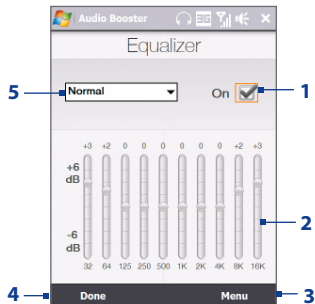 Audio Booster
Equalizer
5
Normal
On
1
+3 +2 0 0 0 0 0 +2 +3
+6
dB
2
-6
dB
32 64 125 250 500 1K 2K 4K 8K 16K
4
Done
Menu
3